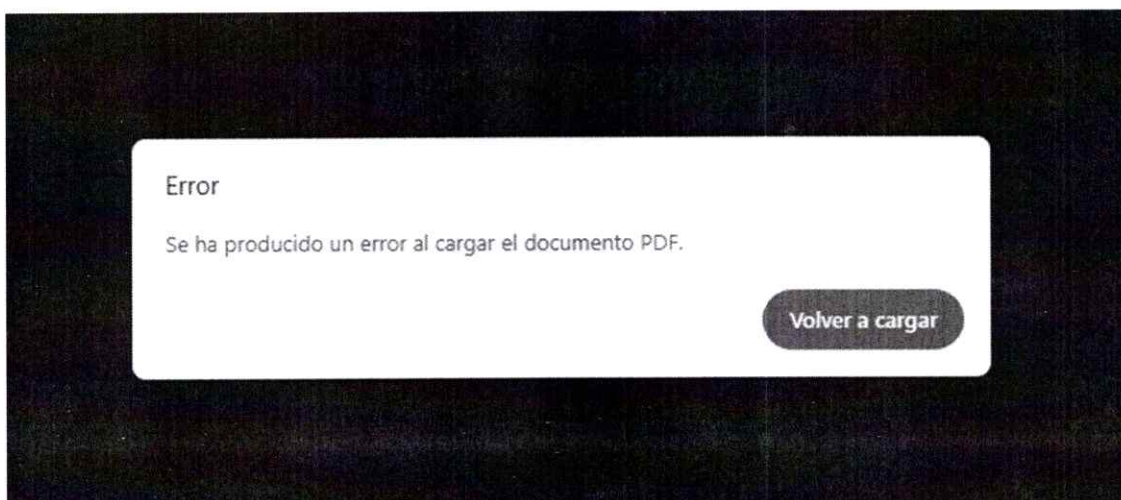 Error
Se ha producido un error al cargar el documento PDF.
Volver a cargar